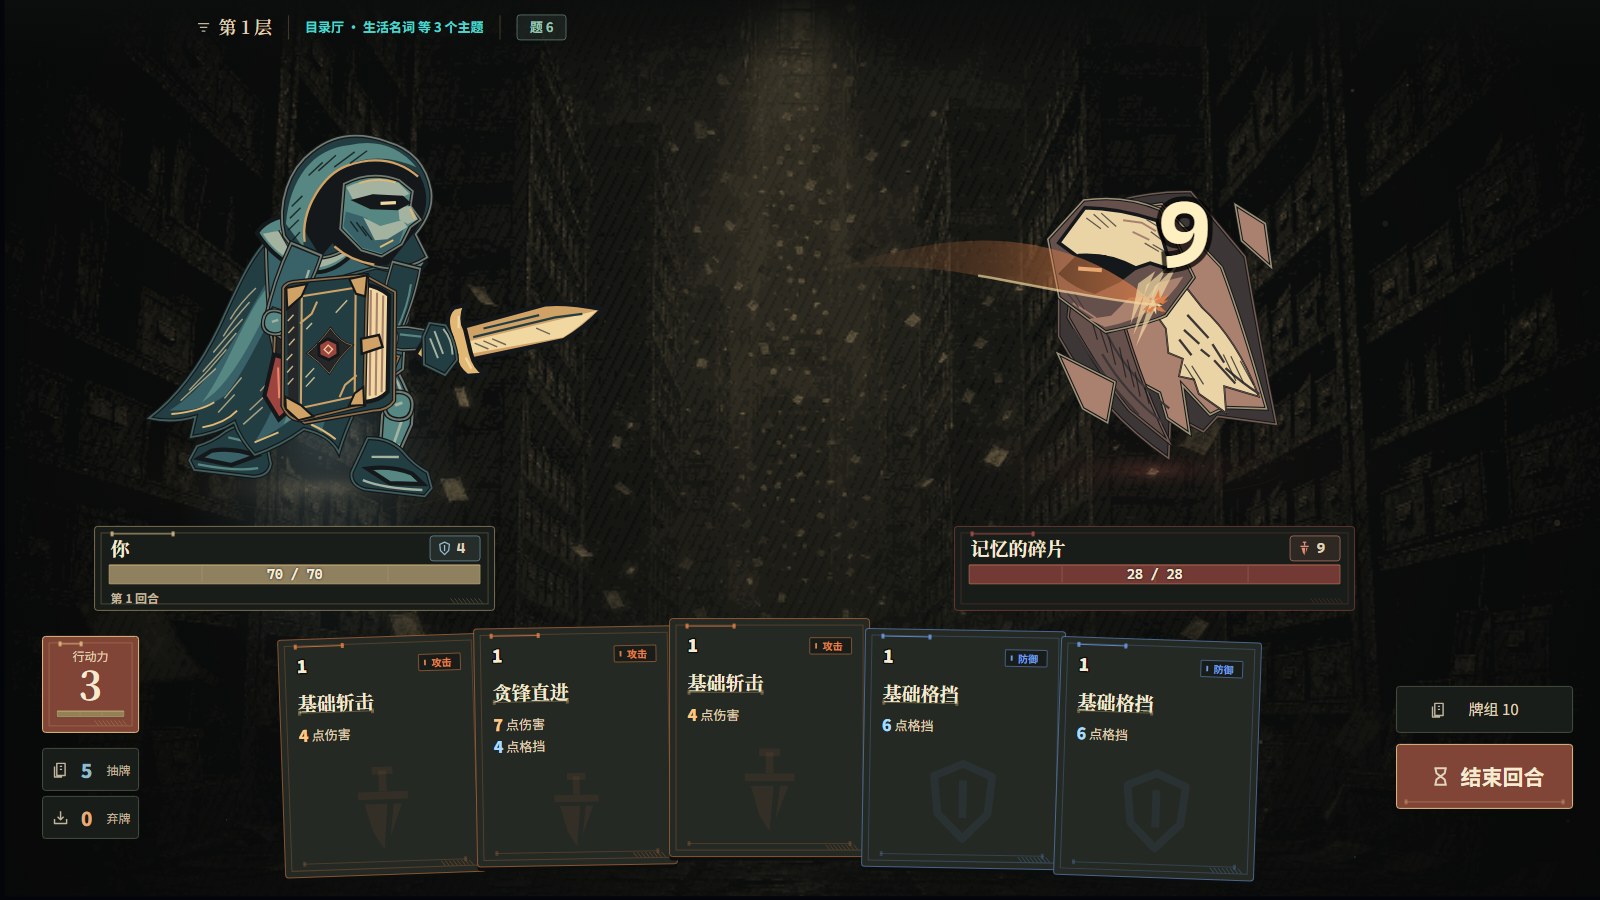 第1层
目录厅 · 生活名词 等 3 个主题
题 6
9
你
4
70 / 70
第 1 回合
记忆的碎片
9
28 / 28
行动力
3
5 抽牌
0 弃牌
1 攻击
基础斩击
4 点伤害
1 攻击
贪锋直进
7 点伤害
4 点格挡
1 攻击
基础斩击
4 点伤害
1 防御
基础格挡
6 点格挡
1 防御
基础格挡
6 点格挡
牌组 10
结束回合